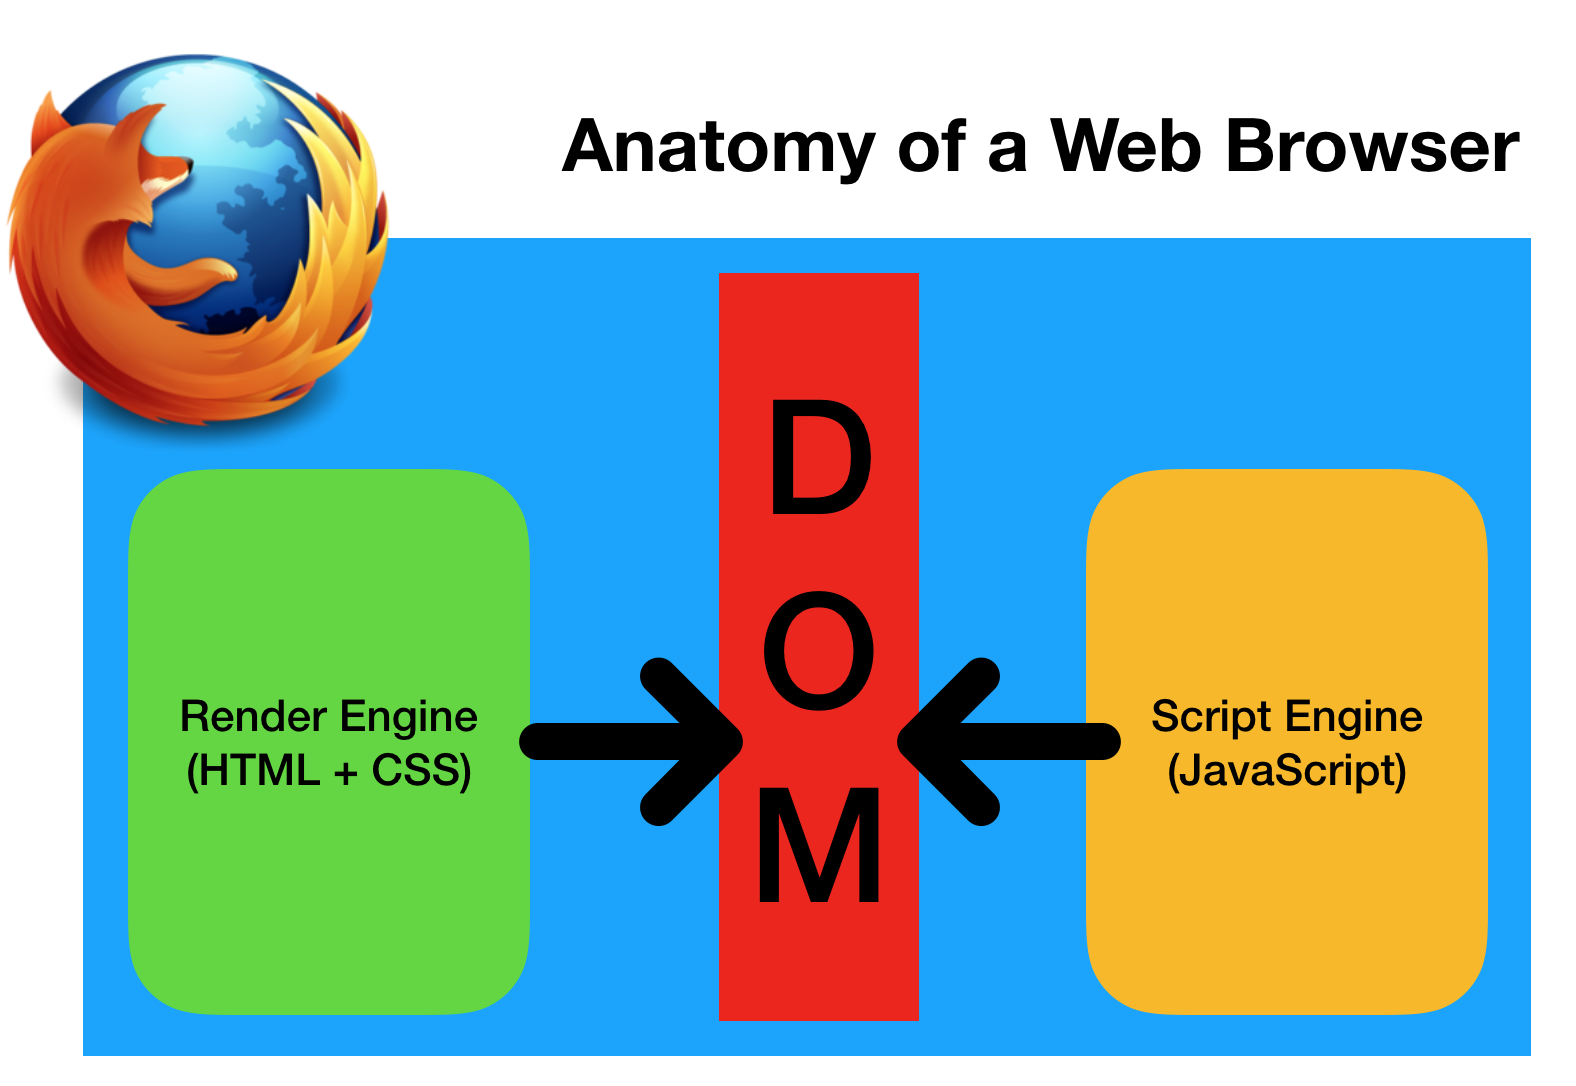 Anatomy of a Web Browser
D
O
M
Render Engine
(HTML + CSS)
Script Engine
(JavaScript)